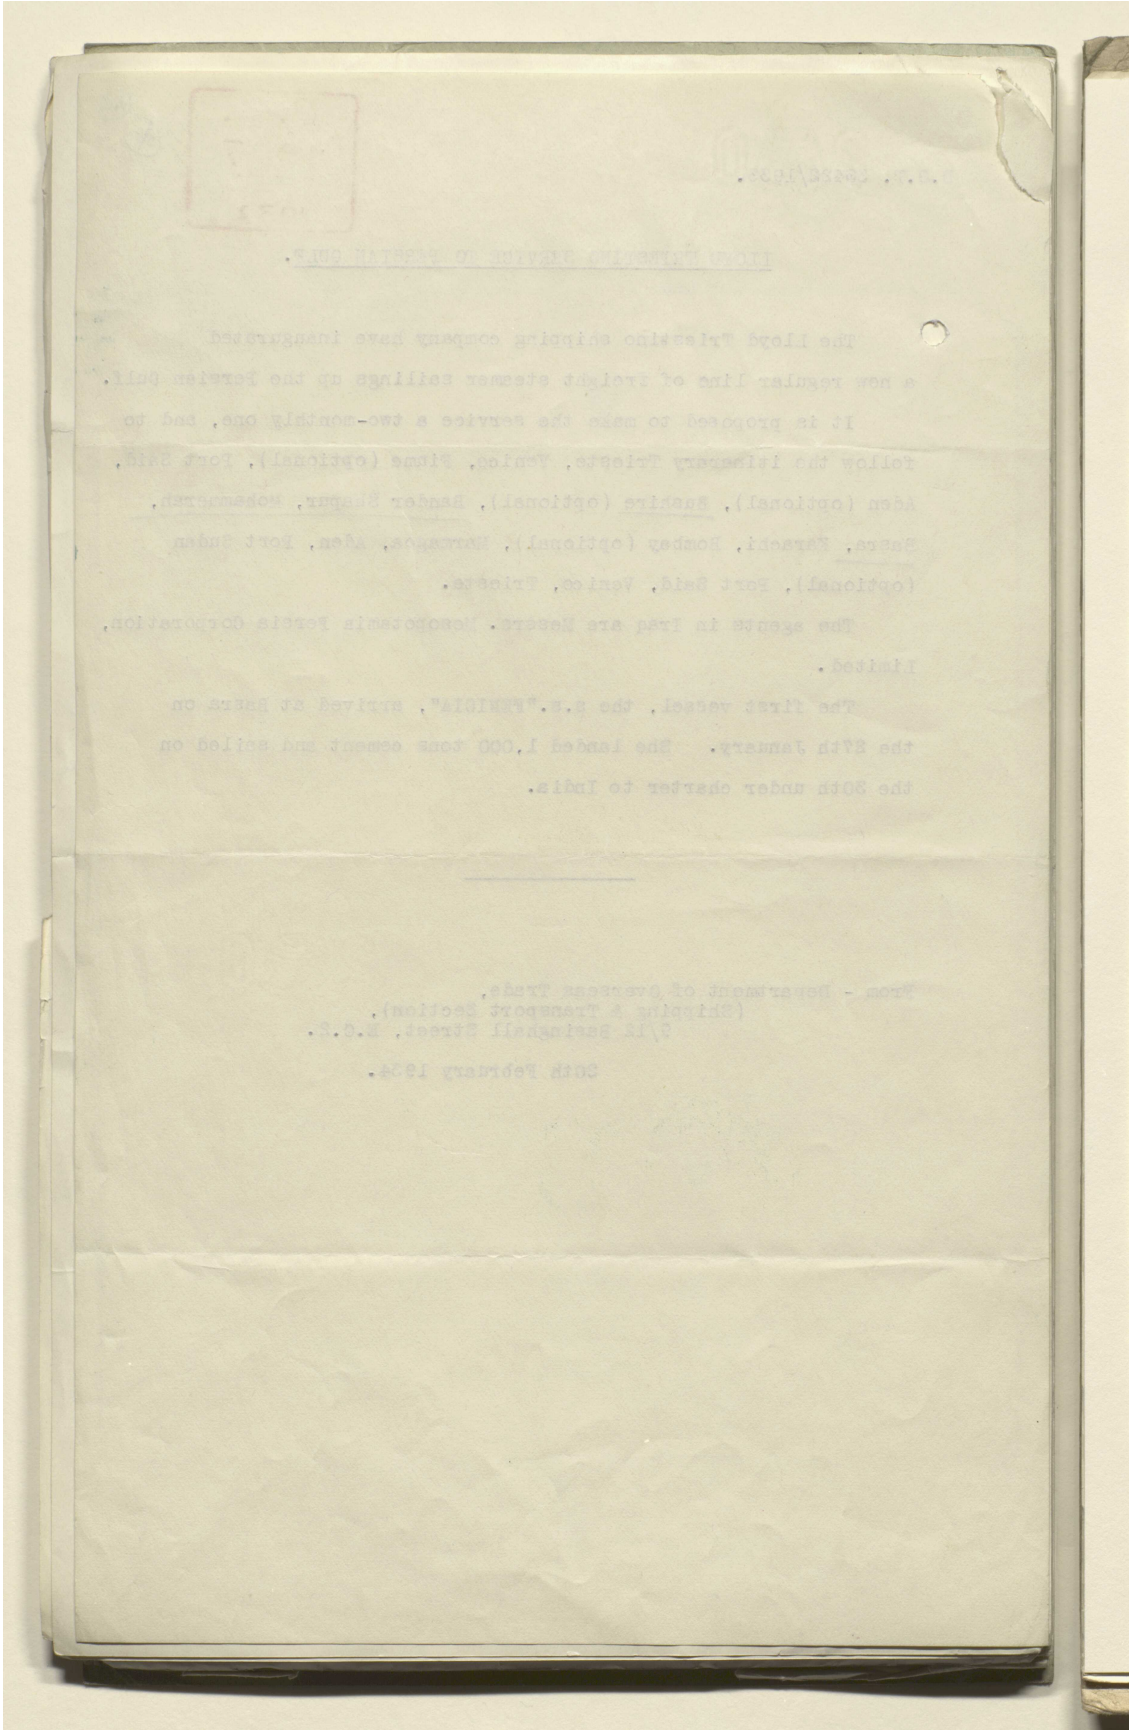 LLOYD TRIESTINO SERVICE TO PERSIAN GULF.
The Lloyd Triestino shipping company have inaugurated
a new regular line of freight steamer sailings up the Persian Gulf.
It is proposed to make the service a two-monthly one, and to
follow the itinerary Trieste, Venice, Fiume (optional), Port Said,
Aden (optional), Bushire (optional), Bandar Shapur, Mohammerah,
Basra, Karachi, Bombay (optional), Marmagoa, Aden, Port Sudan
(optional), Port Said, Venice, Trieste.
The agents in Iraq are Messrs. Mesopotamia Persia Corporation,
Limited.
The first vessel, the s.s."FENICIA", arrived at Basra on
the 27th January. She landed 1,000 tons cement and sailed on
the 30th under charter to India.
From - Department of Overseas Trade,
(Shipping & Transport Section),
9/12 Basinghall Street, E.C.2.
20th February 1934.